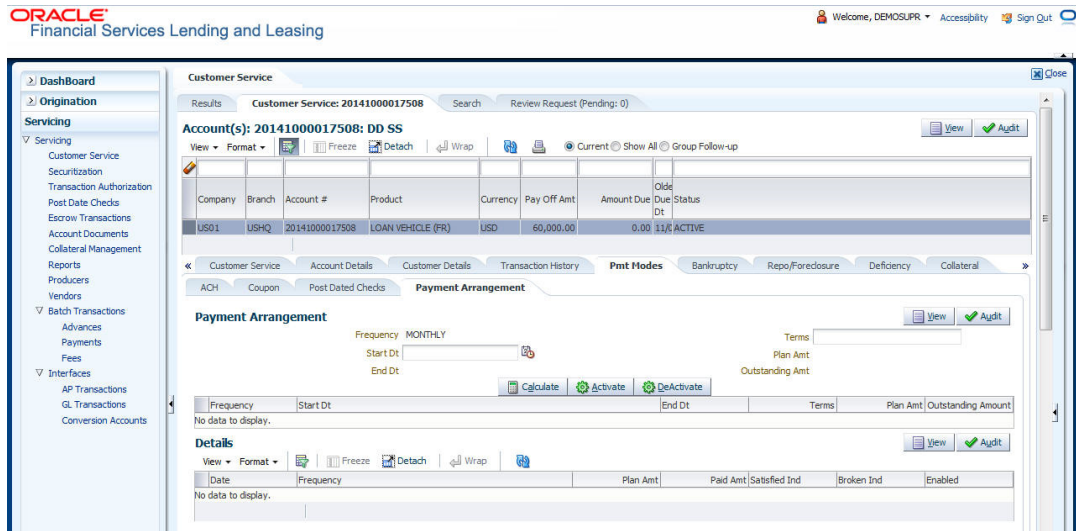 ORACLE
Financial Services Lending and Leasing
Welcome, DEMOSUPR Accessibility Sign Out
Close
DashBoard
Origination
Servicing
Servicing
Customer Service
Securitization
Transaction Authorization
Post Date Checks
Escrow Transactions
Account Documents
Collateral Management
Reports
Producers
Vendors
Batch Transactions
Advances
Payments
Fees
Interfaces
AP Transactions
GL Transactions
Conversion Accounts
Customer Service
Results Customer Service: 20141000017508 Search Review Request (Pending: 0)
Account(s): 20141000017508: DD SS
View Audit
View Format Freeze Detach Wrap Current Show All Group Follow-up
Company Branch Account # Product Currency Pay Off Amt Amount Due Olde Due Dt Status
US01 USHQ 20141000017508 LOAN VEHICLE (FR) USD 60,000.00 0.00 11/0 ACTIVE
« Customer Service Account Details Customer Details Transaction History Pmt Modes Bankruptcy Repo/Foreclosure Deficiency Collateral »
ACH Coupon Post Dated Checks Payment Arrangement
Payment Arrangement
View Audit
Frequency MONTHLY
Terms
Start Dt
Plan Amt
End Dt
Outstanding Amt
Calculate Activate DeActivate
Frequency Start Dt End Dt Terms Plan Amt Outstanding Amount
No data to display.
Details
View Audit
View Format Freeze Detach Wrap
Date Frequency Plan Amt Paid Amt Satisfied Ind Broken Ind Enabled
No data to display.